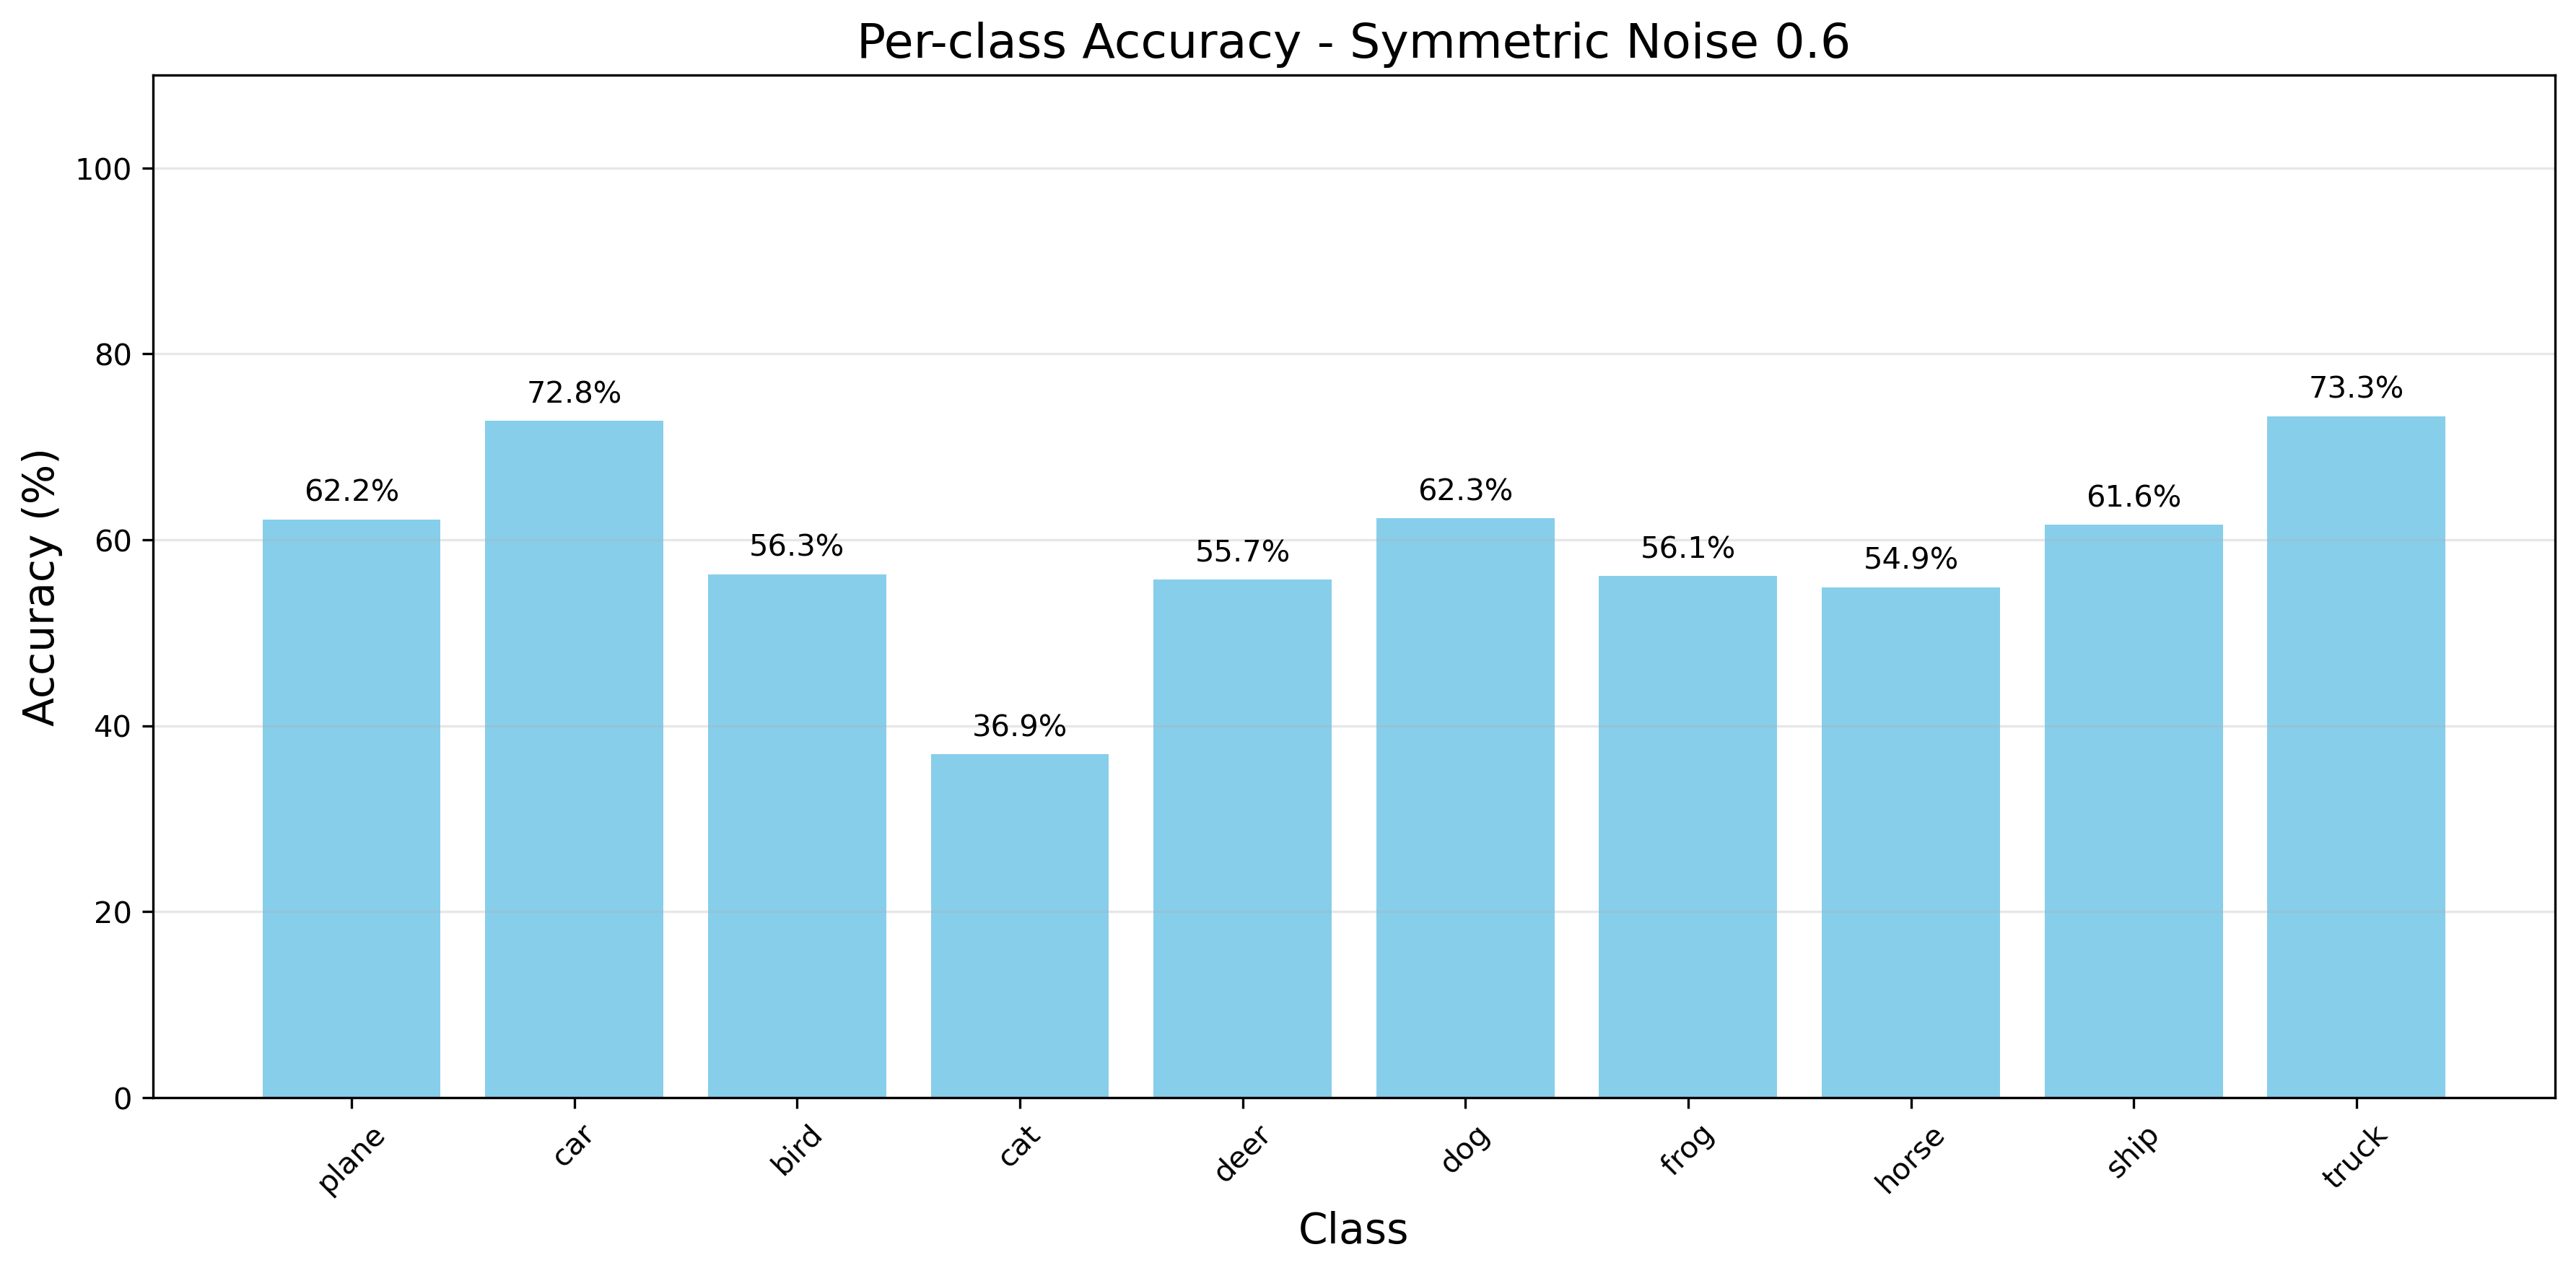 Per-class Accuracy - Symmetric Noise 0.6
Accuracy (%)
100
80
60
40
20
0
62.2%
72.8%
56.3%
36.9%
55.7%
62.3%
56.1%
54.9%
61.6%
73.3%
plane
car
bird
cat
deer
dog
frog
horse
ship
truck
Class